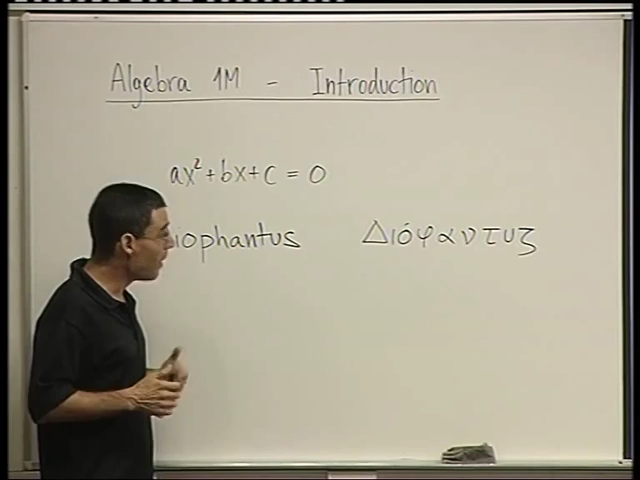 Algebra 1M - Introduction
ax²+bx+c = 0
iophantus Διόφαντυς